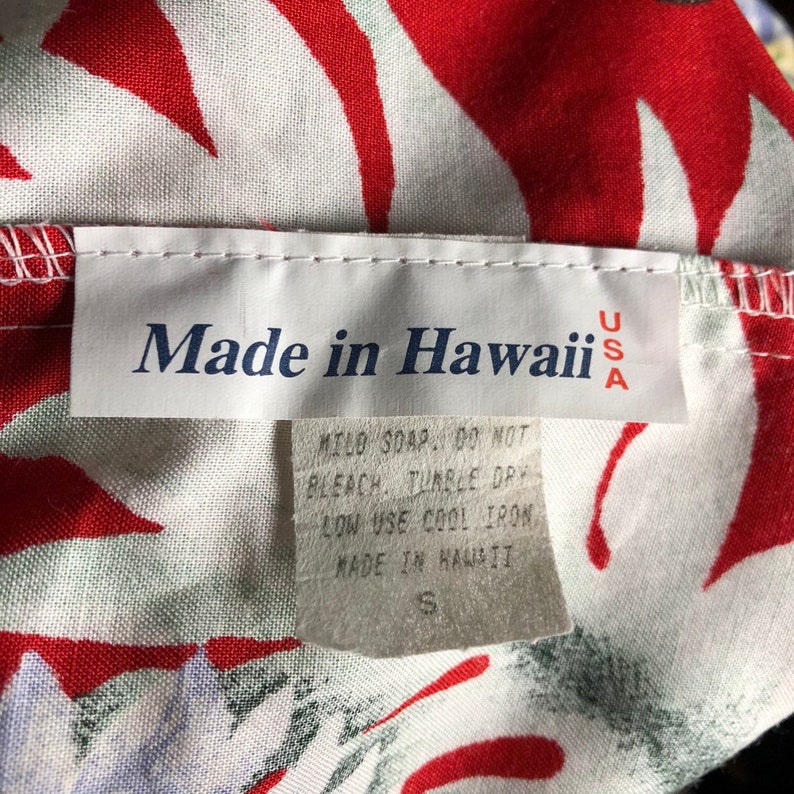 Made in Hawaii USA
MILD SOAP. DO NOT
BLEACH. TUMBLE DRY
LOW USE COOL IRON
MADE IN HAWAII
S